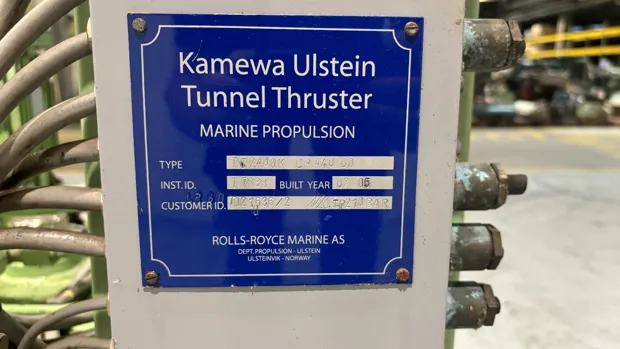 Kamewa Ulstein
Tunnel Thruster
MARINE PROPULSION
TYPE
INST. ID. BUILT YEAR 05
CUSTOMER ID.
ROLLS-ROYCE MARINE AS
DEPT. PROPULSION - ULSTEIN
ULSTEINVIK - NORWAY